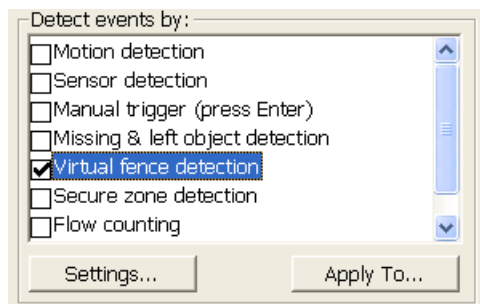 Detect events by:
Motion detection
Sensor detection
Manual trigger (press Enter)
Missing & left object detection
Virtual fence detection
Secure zone detection
Flow counting
Settings... Apply To...